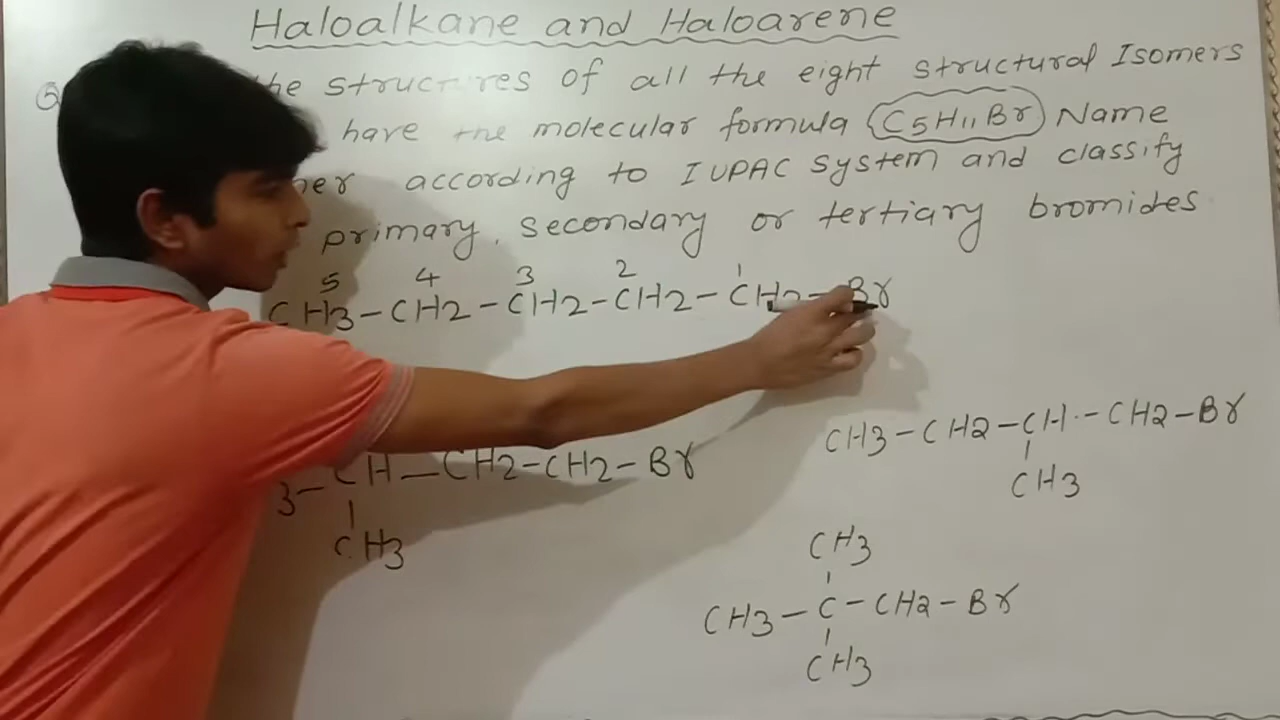 Haloalkane and Haloarene
the structures of all the eight structural Isomers
have the molecular formula C5H11Br Name
according to IUPAC system and classify
primary, secondary or tertiary bromides
5 4 3 2 1
CH3-CH2-CH2-CH2-CH2-Br
CH3-CH2-CH-CH2-Br
CH3
3-CH-CH2-CH2-Br
CH3
CH3
CH3-C-CH2-Br
CH3